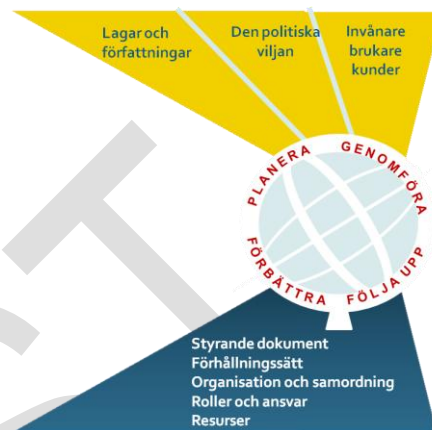 Lagar och
författningar
Den politiska
viljan
Invånare
brukare
kunder
PLANERA
GENOMFÖRA
FÖLJA UPP
FÖRBÄTTRA
Styrande dokument
Förhållningssätt
Organisation och samordning
Roller och ansvar
Resurser